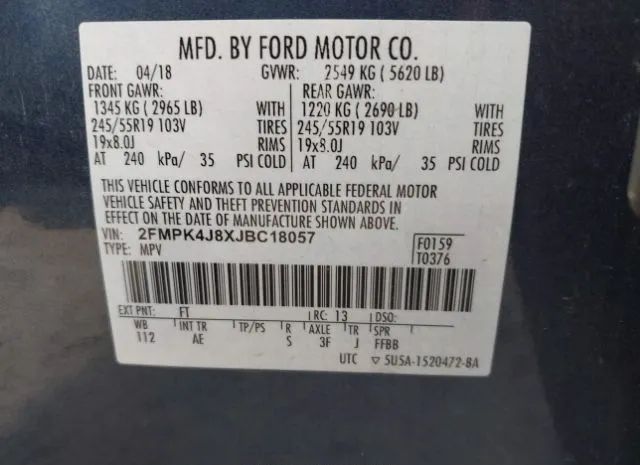 MFD. BY FORD MOTOR CO.
DATE: 04/18 GVWR: 2549 KG ( 5620 LB)
FRONT GAWR: REAR GAWR:
1345 KG ( 2965 LB) WITH 1220 KG ( 2690 LB) WITH
245/55R19 103V TIRES 245/55R19 103V TIRES
19x8.0J RIMS 19x8.0J RIMS
AT 240 kPa/ 35 PSI COLD AT 240 kPa/ 35 PSI COLD
THIS VEHICLE CONFORMS TO ALL APPLICABLE FEDERAL MOTOR
VEHICLE SAFETY AND THEFT PREVENTION STANDARDS IN
EFFECT ON THE DATE OF MANUFACTURE SHOWN ABOVE.
VIN: 2FMPK4J8XJBC18057 F0159
TYPE: MPV T0376
EXT PNT: FT RC: 13 DSO:
WB INT TR TP/PS R AXLE TR SPR
112 AE S 3F J FFBB
UTC ▽ 5U5A-1520472-8A